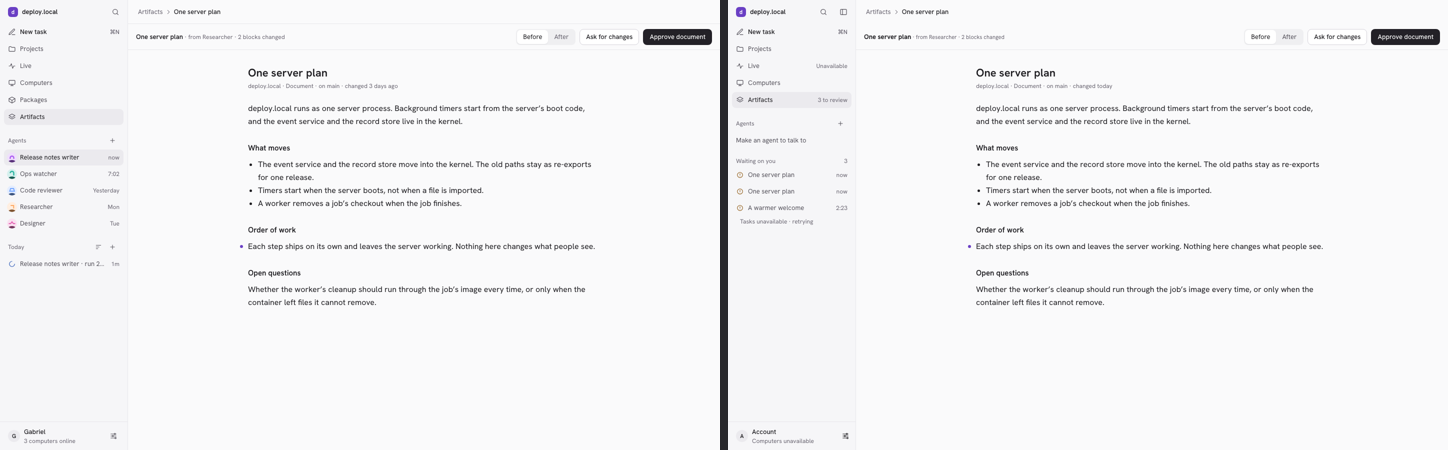 d deploy.local
New task ⌘N
Projects
Live
Computers
Packages
Artifacts
Agents +
Release notes writer now
Ops watcher 7:02
Code reviewer Yesterday
Researcher Mon
Designer Tue
Today +
Release notes writer · run 2... 1m
G Gabriel
3 computers online
Artifacts > One server plan
One server plan · from Researcher · 2 blocks changed
Before After Ask for changes Approve document
One server plan
deploy.local · Document · on main · changed 3 days ago
deploy.local runs as one server process. Background timers start from the server’s boot code,
and the event service and the record store live in the kernel.
What moves
• The event service and the record store move into the kernel. The old paths stay as re-exports
for one release.
• Timers start when the server boots, not when a file is imported.
• A worker removes a job’s checkout when the job finishes.
Order of work
Each step ships on its own and leaves the server working. Nothing here changes what people see.
Open questions
Whether the worker’s cleanup should run through the job’s image every time, or only when the
container left files it cannot remove.
d deploy.local
New task ⌘N
Projects
Live Unavailable
Computers
Artifacts 3 to review
Agents +
Make an agent to talk to
Waiting on you 3
One server plan now
One server plan now
A warmer welcome 2:23
Tasks unavailable · retrying
A Account
Computers unavailable
Artifacts > One server plan
One server plan · from Researcher · 2 blocks changed
Before After Ask for changes Approve document
One server plan
deploy.local · Document · on main · changed today
deploy.local runs as one server process. Background timers start from the server’s boot code,
and the event service and the record store live in the kernel.
What moves
• The event service and the record store move into the kernel. The old paths stay as re-exports
for one release.
• Timers start when the server boots, not when a file is imported.
• A worker removes a job’s checkout when the job finishes.
Order of work
Each step ships on its own and leaves the server working. Nothing here changes what people see.
Open questions
Whether the worker’s cleanup should run through the job’s image every time, or only when the
container left files it cannot remove.